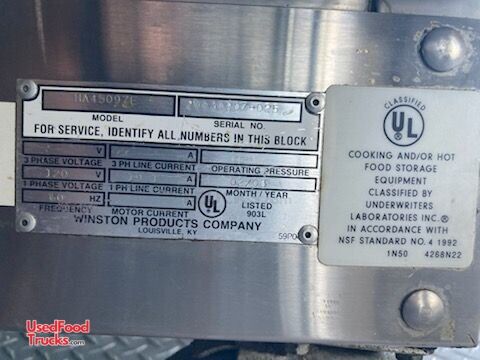 HA4509ZE
MODEL SERIAL NO.
FOR SERVICE, IDENTIFY ALL NUMBERS IN THIS BLOCK
V A
3 PHASE VOLTAGE 3 PH LINE CURRENT OPERATING PRESSURE
120 V A
1 PHASE VOLTAGE 1 PH LINE CURRENT MONTH/YEAR
60 HZ A
UL LISTED
903L
FREQUENCY MOTOR CURRENT
WINSTON PRODUCTS COMPANY
LOUISVILLE, KY
CLASSIFIED
UL ®
COOKING AND/OR HOT
FOOD STORAGE
EQUIPMENT
CLASSIFIED BY
UNDERWRITERS
LABORATORIES INC.®
IN ACCORDANCE WITH
NSF STANDARD NO. 4 1992
1N50 4268N22
UsedFood
Trucks.com